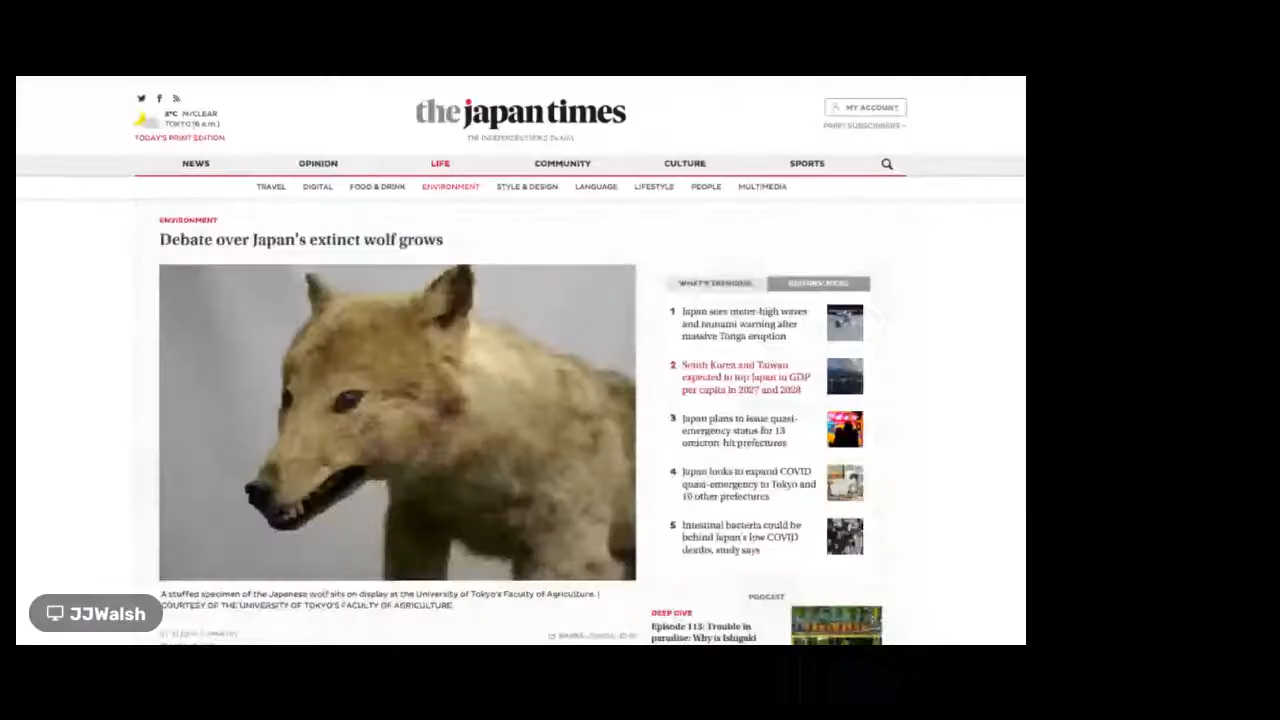 the japan times
MY ACCOUNT
TODAY'S PRINT EDITION
NEWS OPINION LIFE COMMUNITY CULTURE SPORTS
TRAVEL DIGITAL FOOD & DRINK ENVIRONMENT STYLE & DESIGN LANGUAGE LIFESTYLE PEOPLE MULTIMEDIA
ENVIRONMENT
Debate over Japan's extinct wolf grows
WHAT'S TRENDING EDITORS' PICKS
1 Japan sees meter-high waves
and tsunami warning after
massive Tonga eruption
2 South Korea and Taiwan
expected to top Japan in GDP
per capita in 2027 and 2028
3 Japan plans to issue quasi-
emergency status for 13
omicron-hit prefectures
4 Japan looks to expand COVID
quasi-emergency to Tokyo and
10 other prefectures
5 Intestinal bacteria could be
behind Japan's low COVID
deaths, study says
A stuffed specimen of the Japanese wolf sits on display at the University of Tokyo's Faculty of Agriculture. |
COURTESY OF THE UNIVERSITY OF TOKYO'S FACULTY OF AGRICULTURE
PODCAST
DEEP DIVE
Episode 113: Trouble in
paradise: Why is Ishigaki
JJWalsh